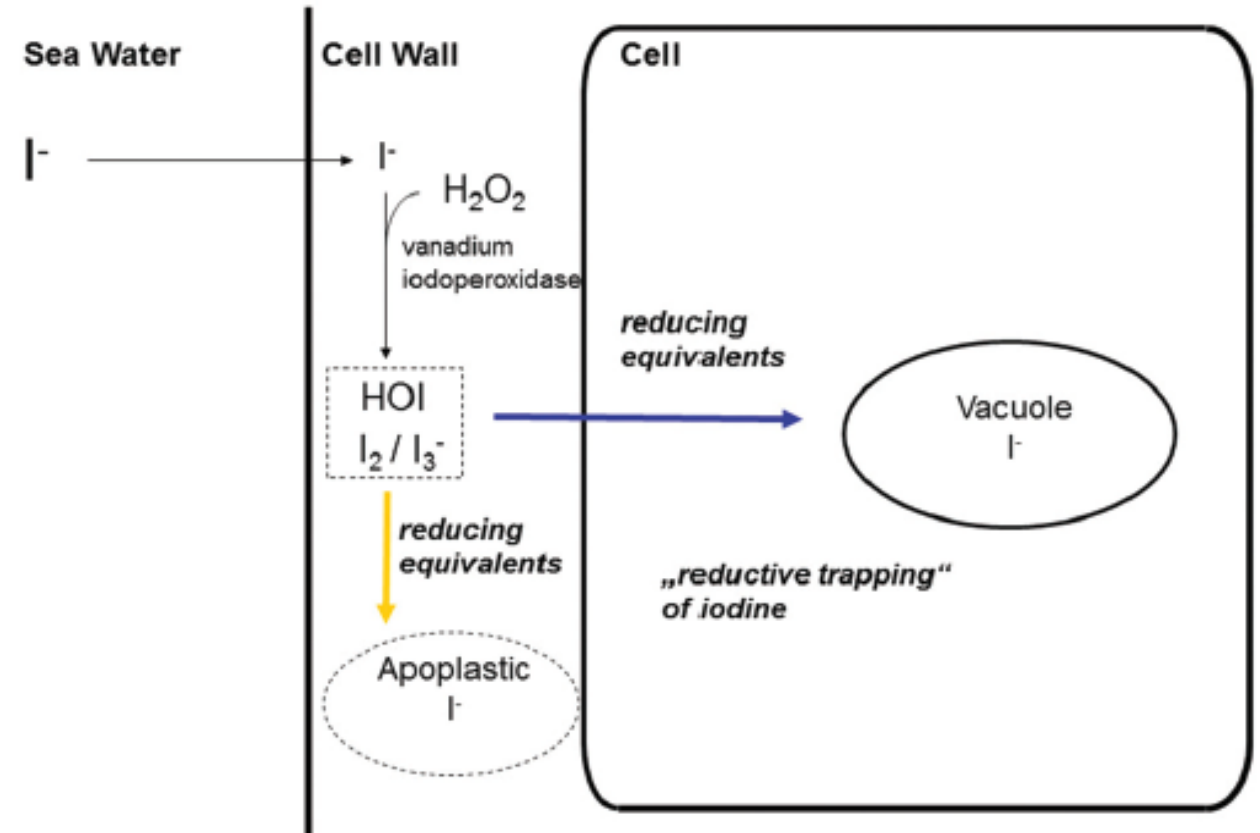 Sea Water
Cell Wall
Cell
I⁻
I⁻
H₂O₂
vanadium
iodoperoxidase
HOI
I₂ / I₃⁻
reducing
equivalents
Vacuole
I⁻
reducing
equivalents
„reductive trapping“
of iodine
Apoplastic
I⁻